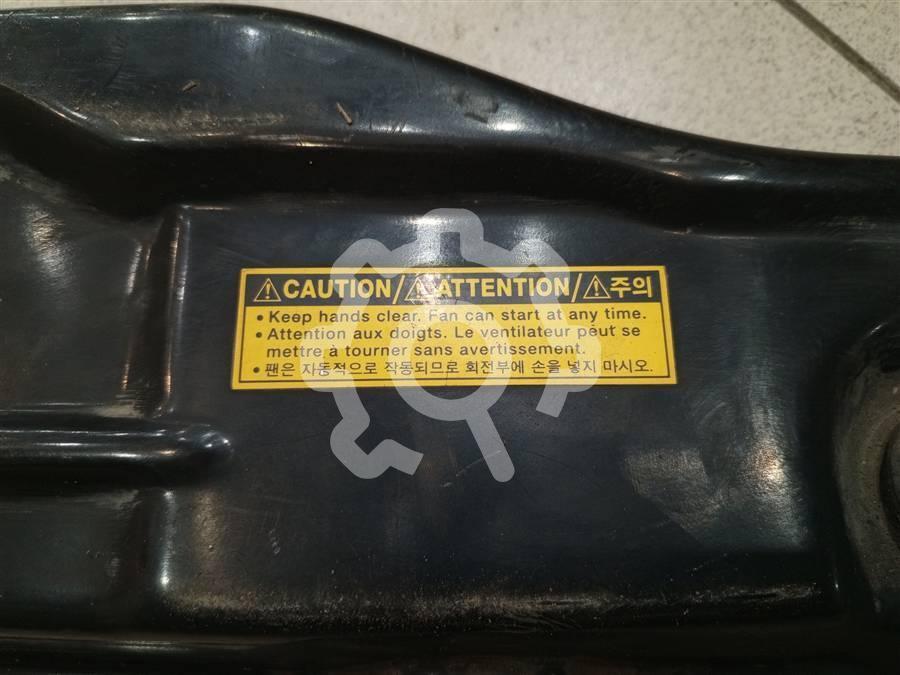 ⚠CAUTION/⚠ATTENTION/⚠주의
• Keep hands clear. Fan can start at any time.
• Attention aux doigts. Le ventilateur peut se
mettre à tourner sans avertissement.
• 팬은 자동적으로 작동되므로 회전부에 손을 넣지 마시오.